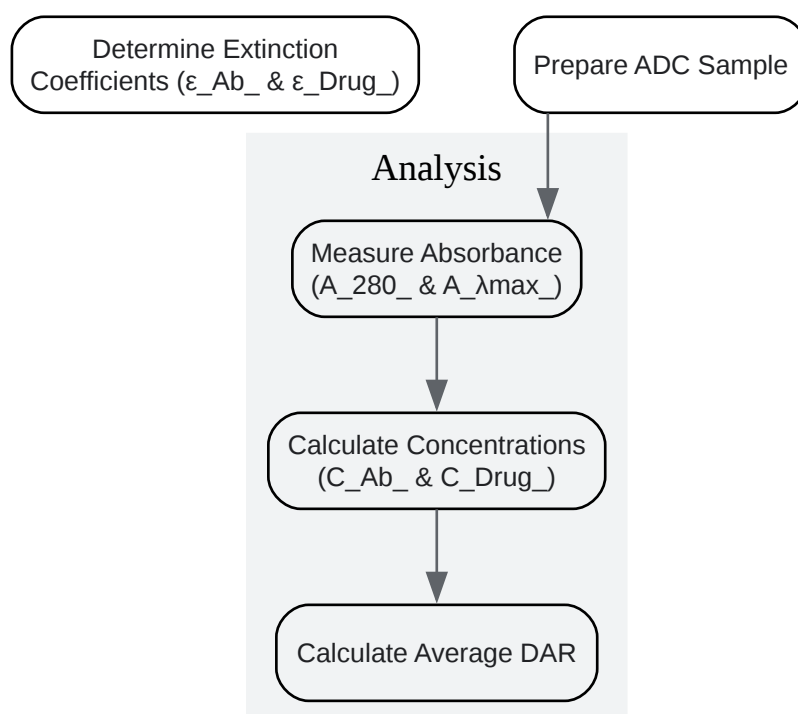 Determine Extinction
Coefficients (ε_Ab_ & ε_Drug_)
Prepare ADC Sample
Analysis
Measure Absorbance
(A_280_ & A_λmax_)
Calculate Concentrations
(C_Ab_ & C_Drug_)
Calculate Average DAR